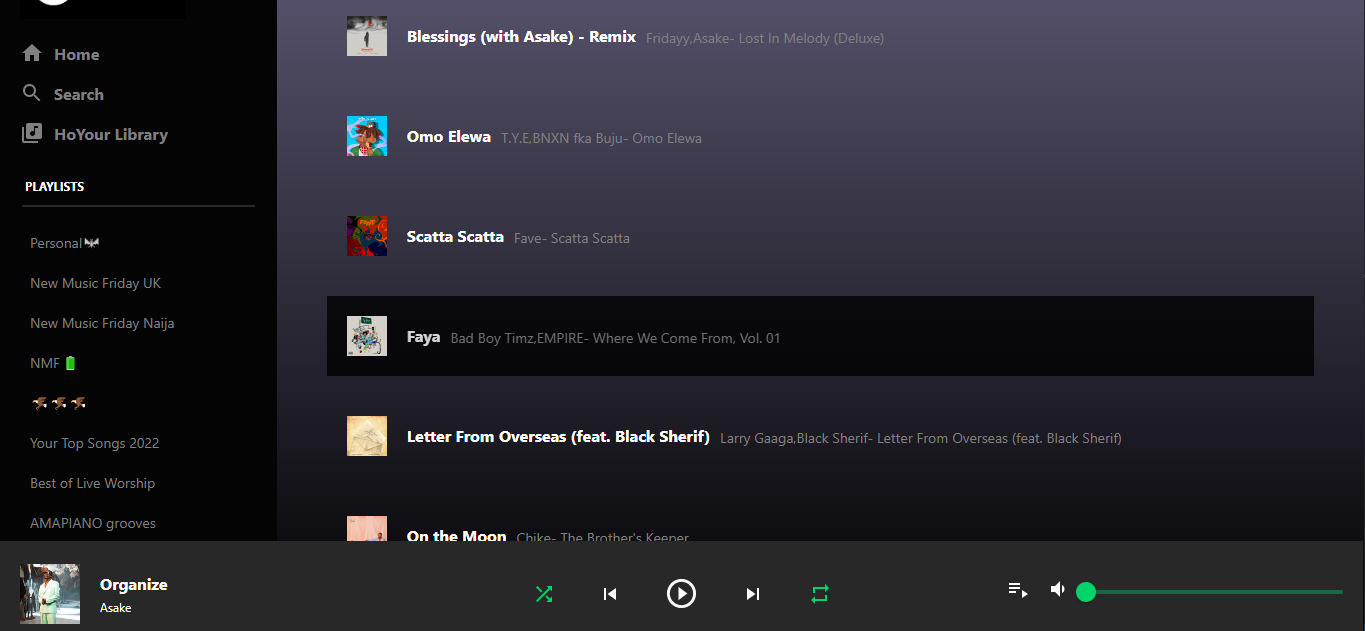 Home
Search
HoYour Library
PLAYLISTS
Personal
New Music Friday UK
New Music Friday Naija
NMF
Your Top Songs 2022
Best of Live Worship
AMAPIANO grooves
Blessings (with Asake) - Remix Fridayy,Asake- Lost In Melody (Deluxe)
Omo Elewa T.Y.E,BNXN fka Buju- Omo Elewa
Scatta Scatta Fave- Scatta Scatta
Faya Bad Boy Timz,EMPIRE- Where We Come From, Vol. 01
Letter From Overseas (feat. Black Sherif) Larry Gaaga,Black Sherif- Letter From Overseas (feat. Black Sherif)
On the Moon Chike- The Brother's Keeper
Organize
Asake